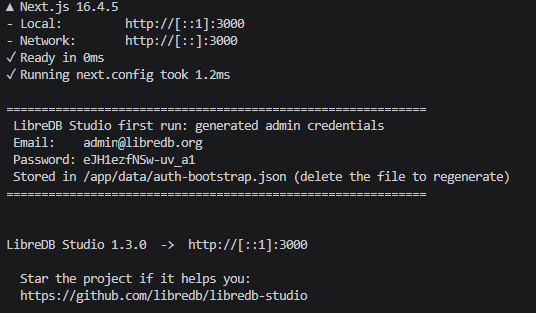 ▲ Next.js 16.4.5
- Local:         http://[::1]:3000
- Network:       http://[::]:3000
✓ Ready in 0ms
✓ Running next.config took 1.2ms
============================================================
LibreDB Studio first run: generated admin credentials
Email:    admin@libredb.org
Password: eJH1ezfNSw-uv_a1
Stored in /app/data/auth-bootstrap.json (delete the file to regenerate)
============================================================
LibreDB Studio 1.3.0  ->  http://[::1]:3000
Star the project if it helps you:
https://github.com/libredb/libredb-studio